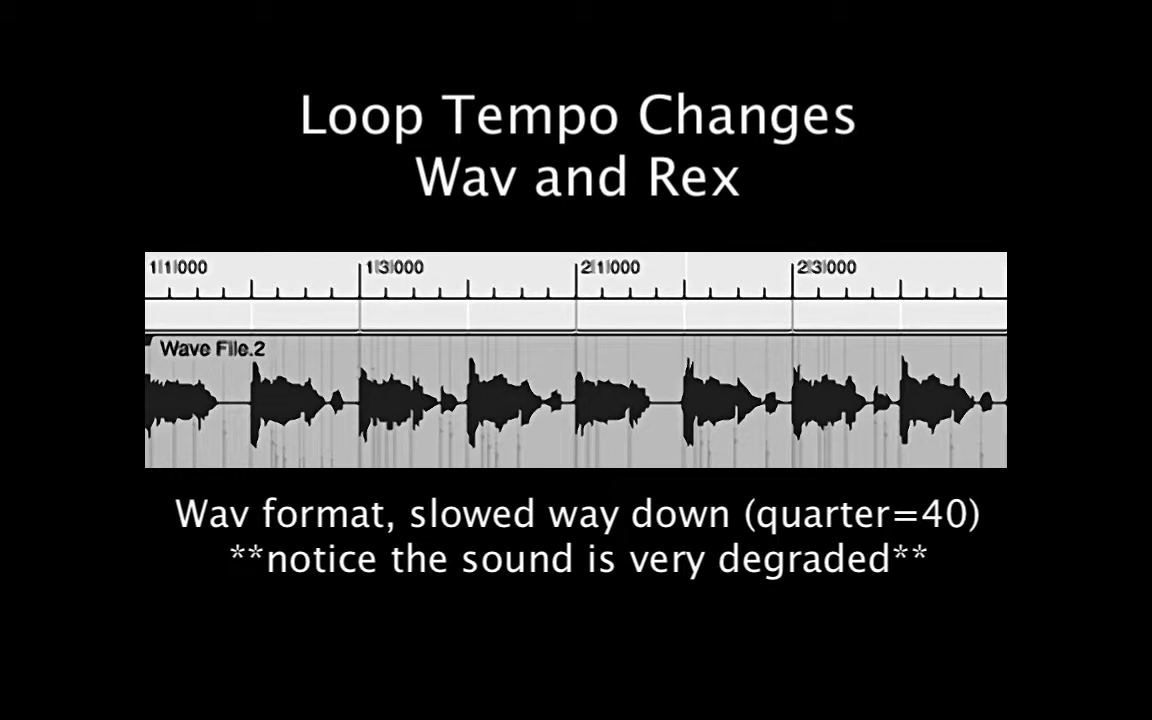 Loop Tempo Changes
Wav and Rex
1|1|000 1|3|000 2|1|000 2|3|000
Wave File.2
Wav format, slowed way down (quarter=40)
**notice the sound is very degraded**